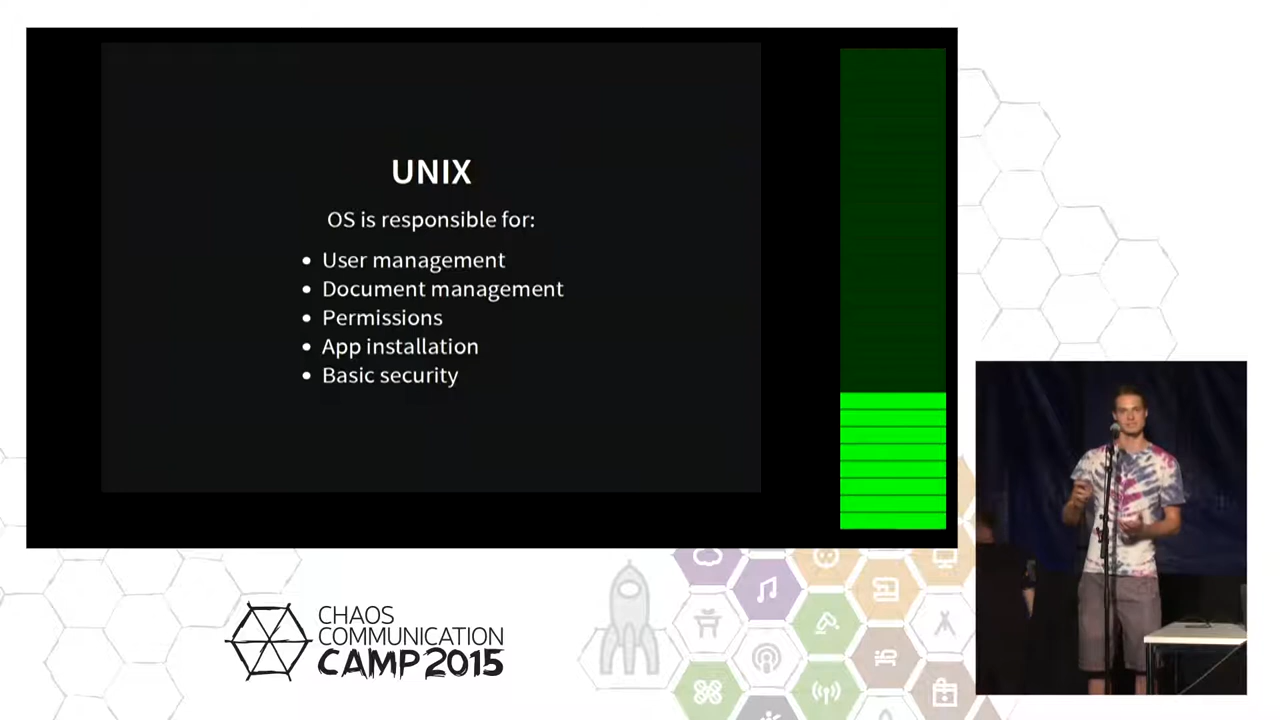 UNIX
OS is responsible for:
User management
Document management
Permissions
App installation
Basic security
CHAOS
COMMUNICATION
CAMP 2015